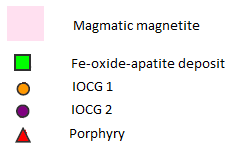 Magmatic magnetite
Fe-oxide-apatite deposit
IOCG 1
IOCG 2
Porphyry